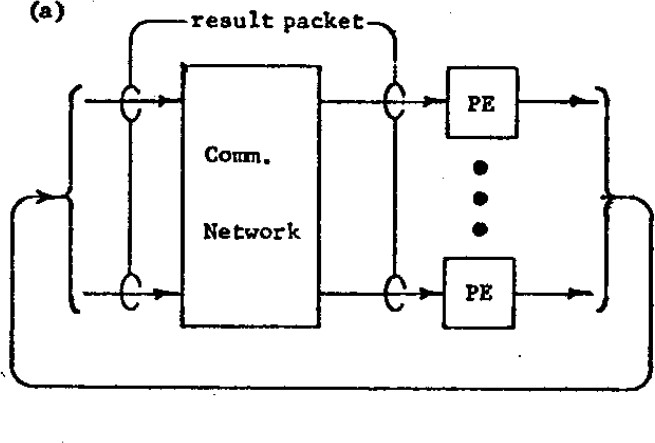 (a)
result packet
PE
Comm.
Network
PE